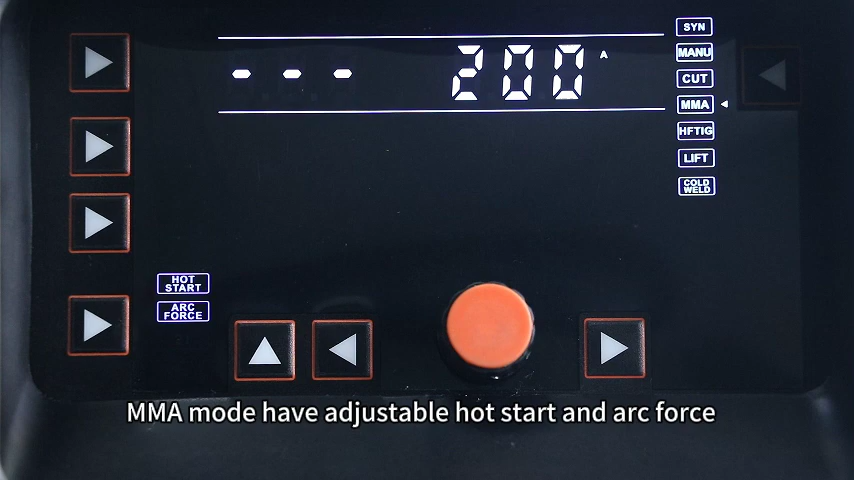 --- 200 A
SYN
MANU
CUT
MMA
HFTIG
LIFT
COLD
WELD
HOT
START
ARC
FORCE
MMA mode have adjustable hot start and arc force